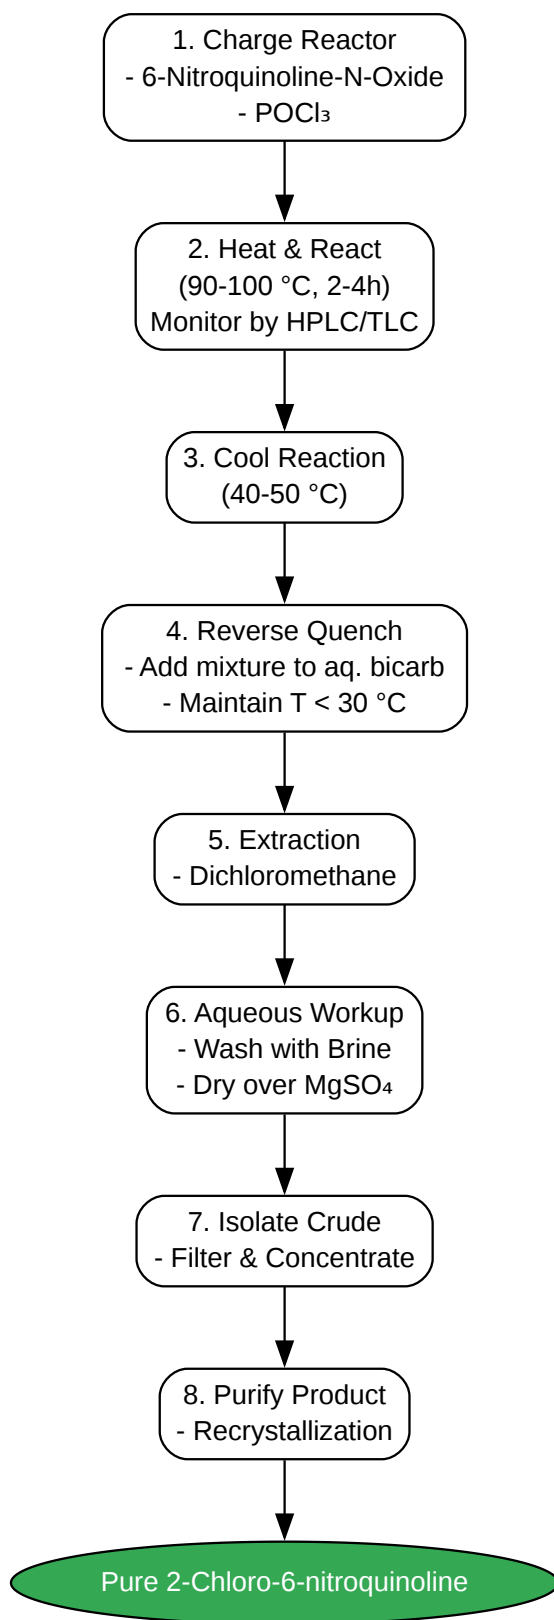 1. Charge Reactor
- 6-Nitroquinoline-N-Oxide
- POCl₃
2. Heat & React
(90-100 °C, 2-4h)
Monitor by HPLC/TLC
3. Cool Reaction
(40-50 °C)
4. Reverse Quench
- Add mixture to aq. bicarb
- Maintain T < 30 °C
5. Extraction
- Dichloromethane
6. Aqueous Workup
- Wash with Brine
- Dry over MgSO₄
7. Isolate Crude
- Filter & Concentrate
8. Purify Product
- Recrystallization
Pure 2-Chloro-6-nitroquinoline